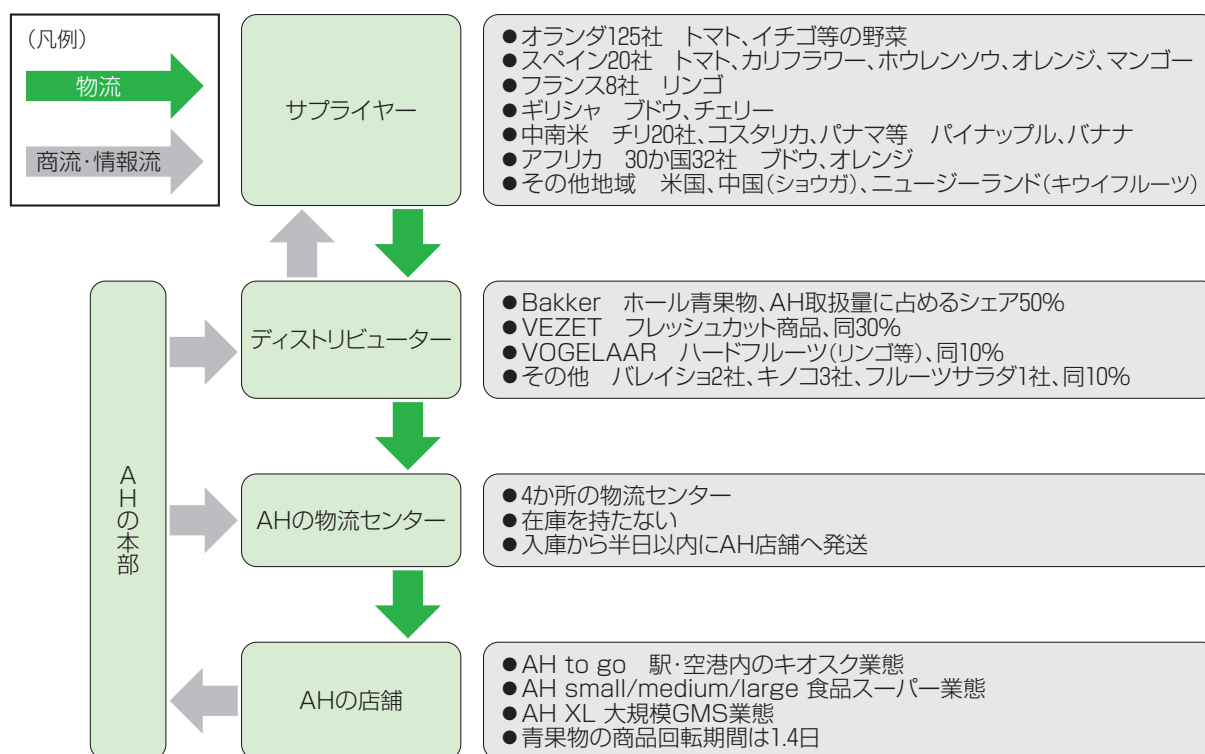 (凡例)
物流
商流・情報流
サプライヤー
●オランダ125社　トマト、イチゴ等の野菜
●スペイン20社　トマト、カリフラワー、ホウレンソウ、オレンジ、マンゴー
●フランス8社　リンゴ
●ギリシャ　ブドウ、チェリー
●中南米　チリ20社、コスタリカ、パナマ等　パイナップル、バナナ
●アフリカ　30か国32社　ブドウ、オレンジ
●その他地域　米国、中国(ショウガ)、ニュージーランド(キウイフルーツ)
ディストリビューター
●Bakker　ホール青果物、AH取扱量に占めるシェア50%
●VEZET　フレッシュカット商品、同30%
●VOGELAAR　ハードフルーツ(リンゴ等)、同10%
●その他　バレイショ2社、キノコ3社、フルーツサラダ1社、同10%
AHの本部
AHの物流センター
●4か所の物流センター
●在庫を持たない
●入庫から半日以内にAH店舗へ発送
AHの店舗
●AH to go　駅・空港内のキオスク業態
●AH small/medium/large 食品スーパー業態
●AH XL 大規模GMS業態
●青果物の商品回転期間は1.4日